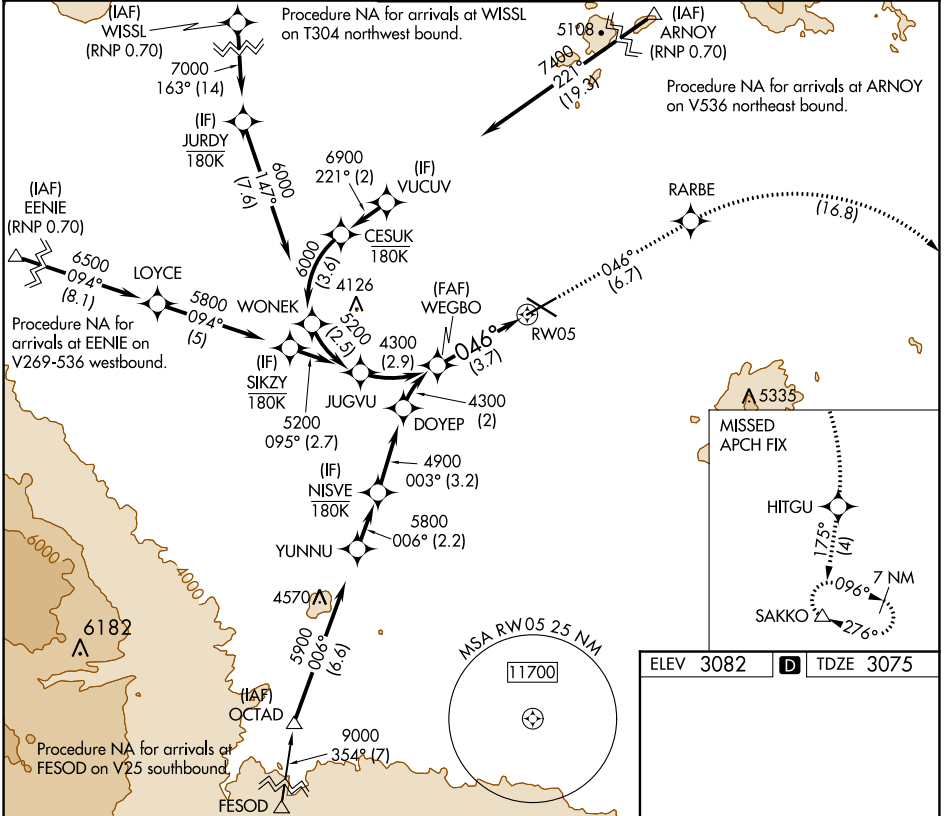 (IAF)
WISSL
(RNP 0.70)
Procedure NA for arrivals at WISSL
on T304 northwest bound.
7000
163° (14)
5108
(IAF)
ARNOY
(RNP 0.70)
7400
221°
(19.3)
Procedure NA for arrivals at ARNOY
on V536 northeast bound.
(IF)
JURDY
180K
6000
147°
(7.6)
6900
221° (2)
(IF)
VUCUV
CESUK
180K
RARBE
(16.8)
(IAF)
EENIE
(RNP 0.70)
6500
094°
(8.1)
LOYCE
5800
094°
(5)
Procedure NA for
arrivals at EENIE on
V269-536 westbound.
6000
(3.6)
4126
WONEK
5200
(2.5)
4300
(2.9)
(FAF)
WEGBO
046°
(3.7)
RW05
046°
(6.7)
(IF)
SIKZY
180K
JUGVU
5200
095° (2.7)
4300
(2)
DOYEP
4900
003° (3.2)
(IF)
NISVE
180K
5800
006° (2.2)
YUNNU
4570
5900
006°
(6.6)
5335
MISSED
APCH FIX
HITGU
175°
(4)
096°
7 NM
SAKKO
276°
6000
4000
6182
(IAF)
OCTAD
9000
354° (7)
Procedure NA for arrivals at
FESOD on V25 southbound.
FESOD
MSA RW05 25 NM
11700
ELEV 3082 D TDZE 3075